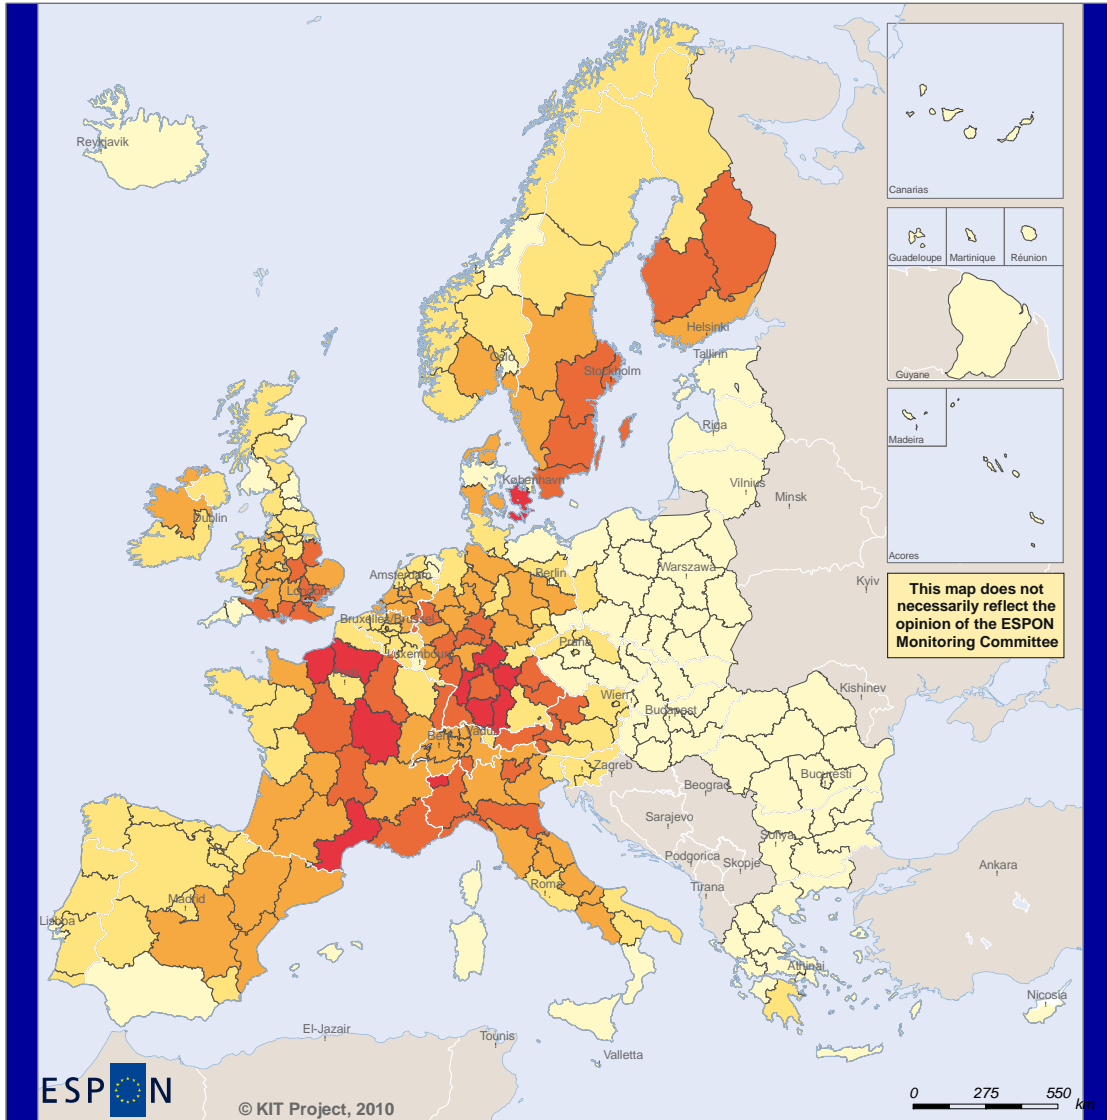 Canarias
Reykjavik
Guadeloupe
Martinique
Réunion
Guyane
Helsinki
Tallinn
Oslo
Stockholm
Madeira
Riga
København
Vilnius
Minsk
Dublin
Acores
Amsterdam
Berlin
Warszawa
London
Kyiv
This map does not
necessarily reflect the
opinion of the ESPON
Monitoring Committee
Bruxelles/Brussel
Luxembourg
Praha
Paris
Kishinev
Wien
Budapest
Bern
Vaduz
Zagreb
Bucuresti
Beograd
Sarajevo
Sofiya
Podgorica
Skopje
Ankara
Tirana
Roma
Madrid
Lisboa
Athinai
Nicosia
El-Jazair
Tounis
Valletta
ESPON
© KIT Project, 2010
0 275 550
km